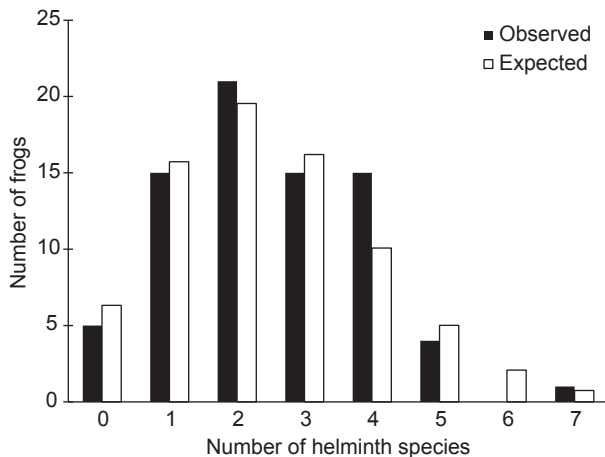 25
20
15
10
5
0
Number of frogs
Observed
Expected
0 1 2 3 4 5 6 7
Number of helminth species